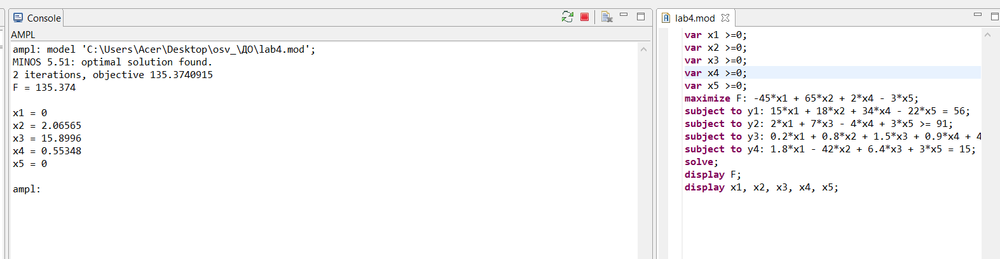 Console
AMPL
ampl: model 'C:\Users\Acer\Desktop\osv_\ДО\lab4.mod';
MINOS 5.51: optimal solution found.
2 iterations, objective 135.3740915
F = 135.374
x1 = 0
x2 = 2.06565
x3 = 15.8996
x4 = 0.55348
x5 = 0
ampl:
lab4.mod
var x1 >=0;
var x2 >=0;
var x3 >=0;
var x4 >=0;
var x5 >=0;
maximize F: -45*x1 + 65*x2 + 2*x4 - 3*x5;
subject to y1: 15*x1 + 18*x2 + 34*x4 - 22*x5 = 56;
subject to y2: 2*x1 + 7*x3 - 4*x4 + 3*x5 >= 91;
subject to y3: 0.2*x1 + 0.8*x2 + 1.5*x3 + 0.9*x4 + 4
subject to y4: 1.8*x1 - 42*x2 + 6.4*x3 + 3*x5 = 15;
solve;
display F;
display x1, x2, x3, x4, x5;